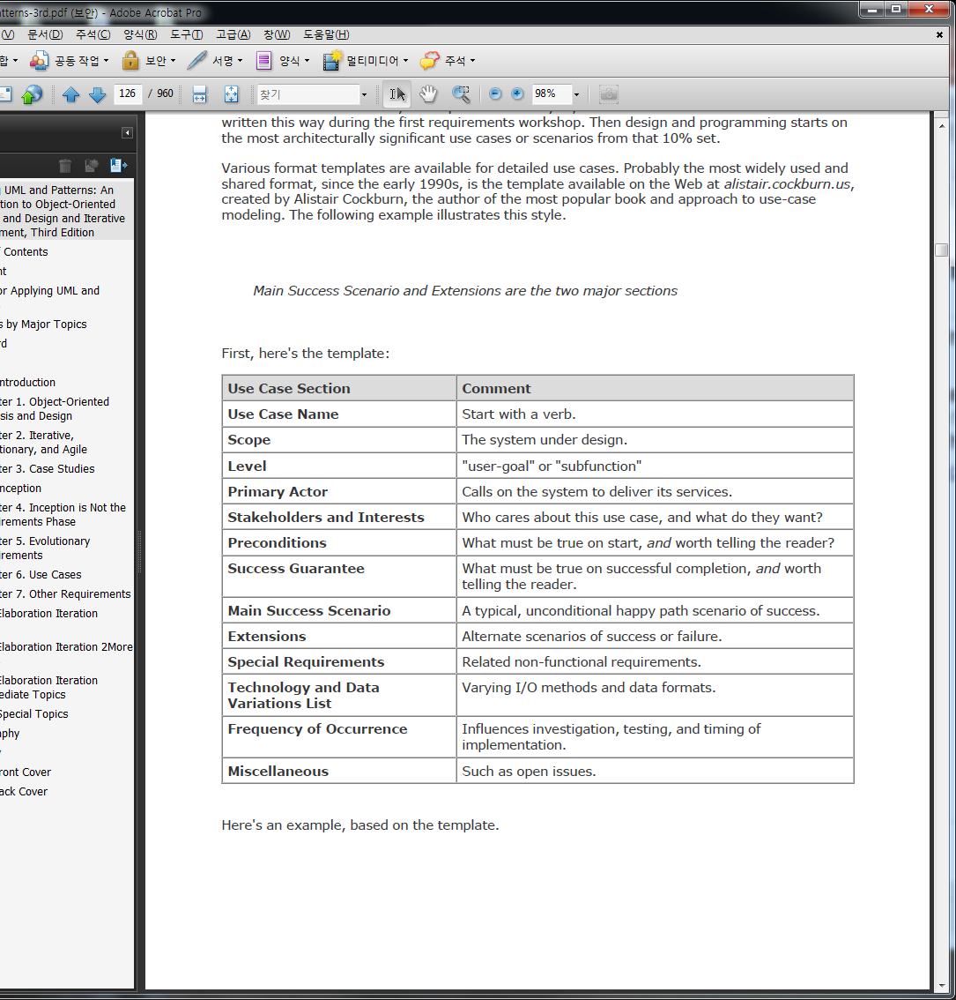 tterns-3rd.pdf (보안) - Adobe Acrobat Pro
(V) 문서(D) 주석(C) 양식(R) 도구(T) 고급(A) 창(W) 도움말(H)
합 공동 작업 보안 서명 양식 멀티미디어 주석
126 / 960 찾기 98%
UML and Patterns: An
tion to Object-Oriented
and Design and Iterative
ment, Third Edition
Contents
nt
or Applying UML and
s by Major Topics
rd
ntroduction
ter 1. Object-Oriented
sis and Design
ter 2. Iterative,
tionary, and Agile
ter 3. Case Studies
nception
ter 4. Inception is Not the
irements Phase
ter 5. Evolutionary
irements
ter 6. Use Cases
ter 7. Other Requirements
Elaboration Iteration
Elaboration Iteration 2More
Elaboration Iteration
ediate Topics
Special Topics
aphy
ront Cover
ack Cover
written this way during the first requirements workshop. Then design and programming starts on
the most architecturally significant use cases or scenarios from that 10% set.
Various format templates are available for detailed use cases. Probably the most widely used and
shared format, since the early 1990s, is the template available on the Web at alistair.cockburn.us,
created by Alistair Cockburn, the author of the most popular book and approach to use-case
modeling. The following example illustrates this style.
Main Success Scenario and Extensions are the two major sections
First, here's the template:
Use Case Section Comment
Use Case Name Start with a verb.
Scope The system under design.
Level "user-goal" or "subfunction"
Primary Actor Calls on the system to deliver its services.
Stakeholders and Interests Who cares about this use case, and what do they want?
Preconditions What must be true on start, and worth telling the reader?
Success Guarantee What must be true on successful completion, and worth
telling the reader.
Main Success Scenario A typical, unconditional happy path scenario of success.
Extensions Alternate scenarios of success or failure.
Special Requirements Related non-functional requirements.
Technology and Data Varying I/O methods and data formats.
Variations List
Frequency of Occurrence Influences investigation, testing, and timing of
implementation.
Miscellaneous Such as open issues.
Here's an example, based on the template.